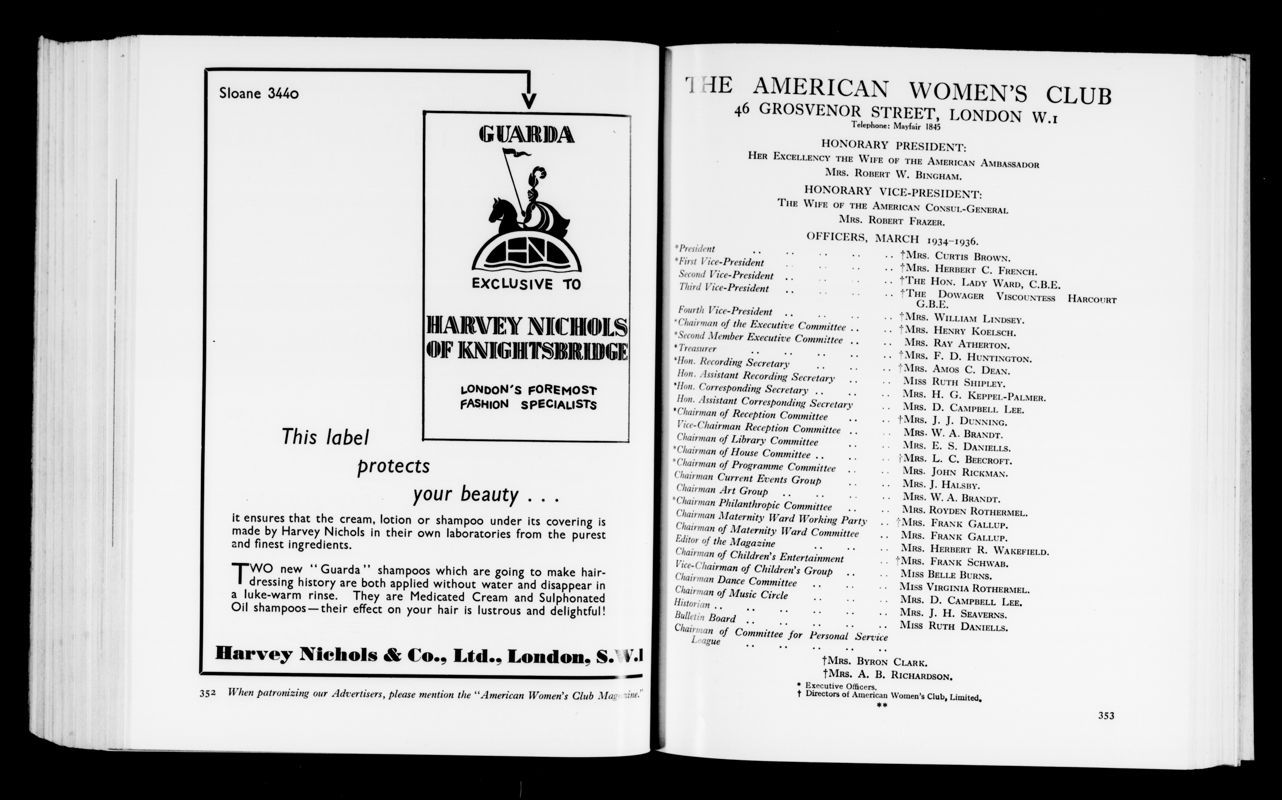 Sloane 3440
GUARDA
HN
EXCLUSIVE TO
HARVEY NICHOLS
OF KNIGHTSBRIDGE
LONDON'S FOREMOST
FASHION SPECIALISTS
This label
protects
your beauty . . .
it ensures that the cream, lotion or shampoo under its covering is
made by Harvey Nichols in their own laboratories from the purest
and finest ingredients.
TWO new "Guarda" shampoos which are going to make hair-
dressing history are both applied without water and disappear in
a luke-warm rinse. They are Medicated Cream and Sulphonated
Oil shampoos—their effect on your hair is lustrous and delightful!
Harvey Nichols & Co., Ltd., London, S.W.1
352 When patronizing our Advertisers, please mention the "American Women's Club Magazine."
THE AMERICAN WOMEN'S CLUB
46 GROSVENOR STREET, LONDON W.1
Telephone: Mayfair 1845
HONORARY PRESIDENT:
HER EXCELLENCY THE WIFE OF THE AMERICAN AMBASSADOR
MRS. ROBERT W. BINGHAM.
HONORARY VICE-PRESIDENT:
THE WIFE OF THE AMERICAN CONSUL-GENERAL
MRS. ROBERT FRAZER.
OFFICERS, MARCH 1934-1936.
*President .. .. .. .. .. †MRS. CURTIS BROWN.
*First Vice-President .. .. .. .. †MRS. HERBERT C. FRENCH.
Second Vice-President .. .. .. .. †THE HON. LADY WARD, C.B.E.
Third Vice-President .. .. .. .. †THE DOWAGER VISCOUNTESS HARCOURT
G.B.E.
Fourth Vice-President .. .. .. .. †MRS. WILLIAM LINDSEY.
*Chairman of the Executive Committee .. .. †MRS. HENRY KOELSCH.
*Second Member Executive Committee .. .. MRS. RAY ATHERTON.
*Treasurer .. .. .. .. .. †MRS. F. D. HUNTINGTON.
*Hon. Recording Secretary .. .. .. †MRS. AMOS C. DEAN.
Hon. Assistant Recording Secretary .. .. MISS RUTH SHIPLEY.
*Hon. Corresponding Secretary .. .. .. MRS. H. G. KEPPEL-PALMER.
Hon. Assistant Corresponding Secretary .. MRS. D. CAMPBELL LEE.
*Chairman of Reception Committee .. .. †MRS. J. J. DUNNING.
Vice-Chairman Reception Committee .. .. MRS. W. A. BRANDT.
Chairman of Library Committee .. .. MRS. E. S. DANIELLS.
*Chairman of House Committee .. .. .. †MRS. L. C. BEECROFT.
*Chairman of Programme Committee .. .. MRS. JOHN RICKMAN.
Chairman Current Events Group .. .. MRS. J. HALSBY.
Chairman Art Group .. .. .. .. MRS. W. A. BRANDT.
*Chairman Philanthropic Committee .. .. MRS. ROYDEN ROTHERMEL.
Chairman Maternity Ward Working Party .. †MRS. FRANK GALLUP.
Chairman of Maternity Ward Committee .. MRS. FRANK GALLUP.
Editor of the Magazine .. .. .. MRS. HERBERT R. WAKEFIELD.
Chairman of Children's Entertainment .. †MRS. FRANK SCHWAB.
Vice-Chairman of Children's Group .. .. MISS BELLE BURNS.
Chairman Dance Committee .. .. .. MISS VIRGINIA ROTHERMEL.
Chairman of Music Circle .. .. .. MRS. D. CAMPBELL LEE.
Historian .. .. .. .. .. .. MRS. J. H. SEAVERNS.
Bulletin Board .. .. .. .. .. MISS RUTH DANIELLS.
Chairman of Committee for Personal Service
League .. .. .. .. ..
†MRS. BYRON CLARK.
†MRS. A. B. RICHARDSON.
* Executive Officers.
† Directors of American Women's Club, Limited.
**
353